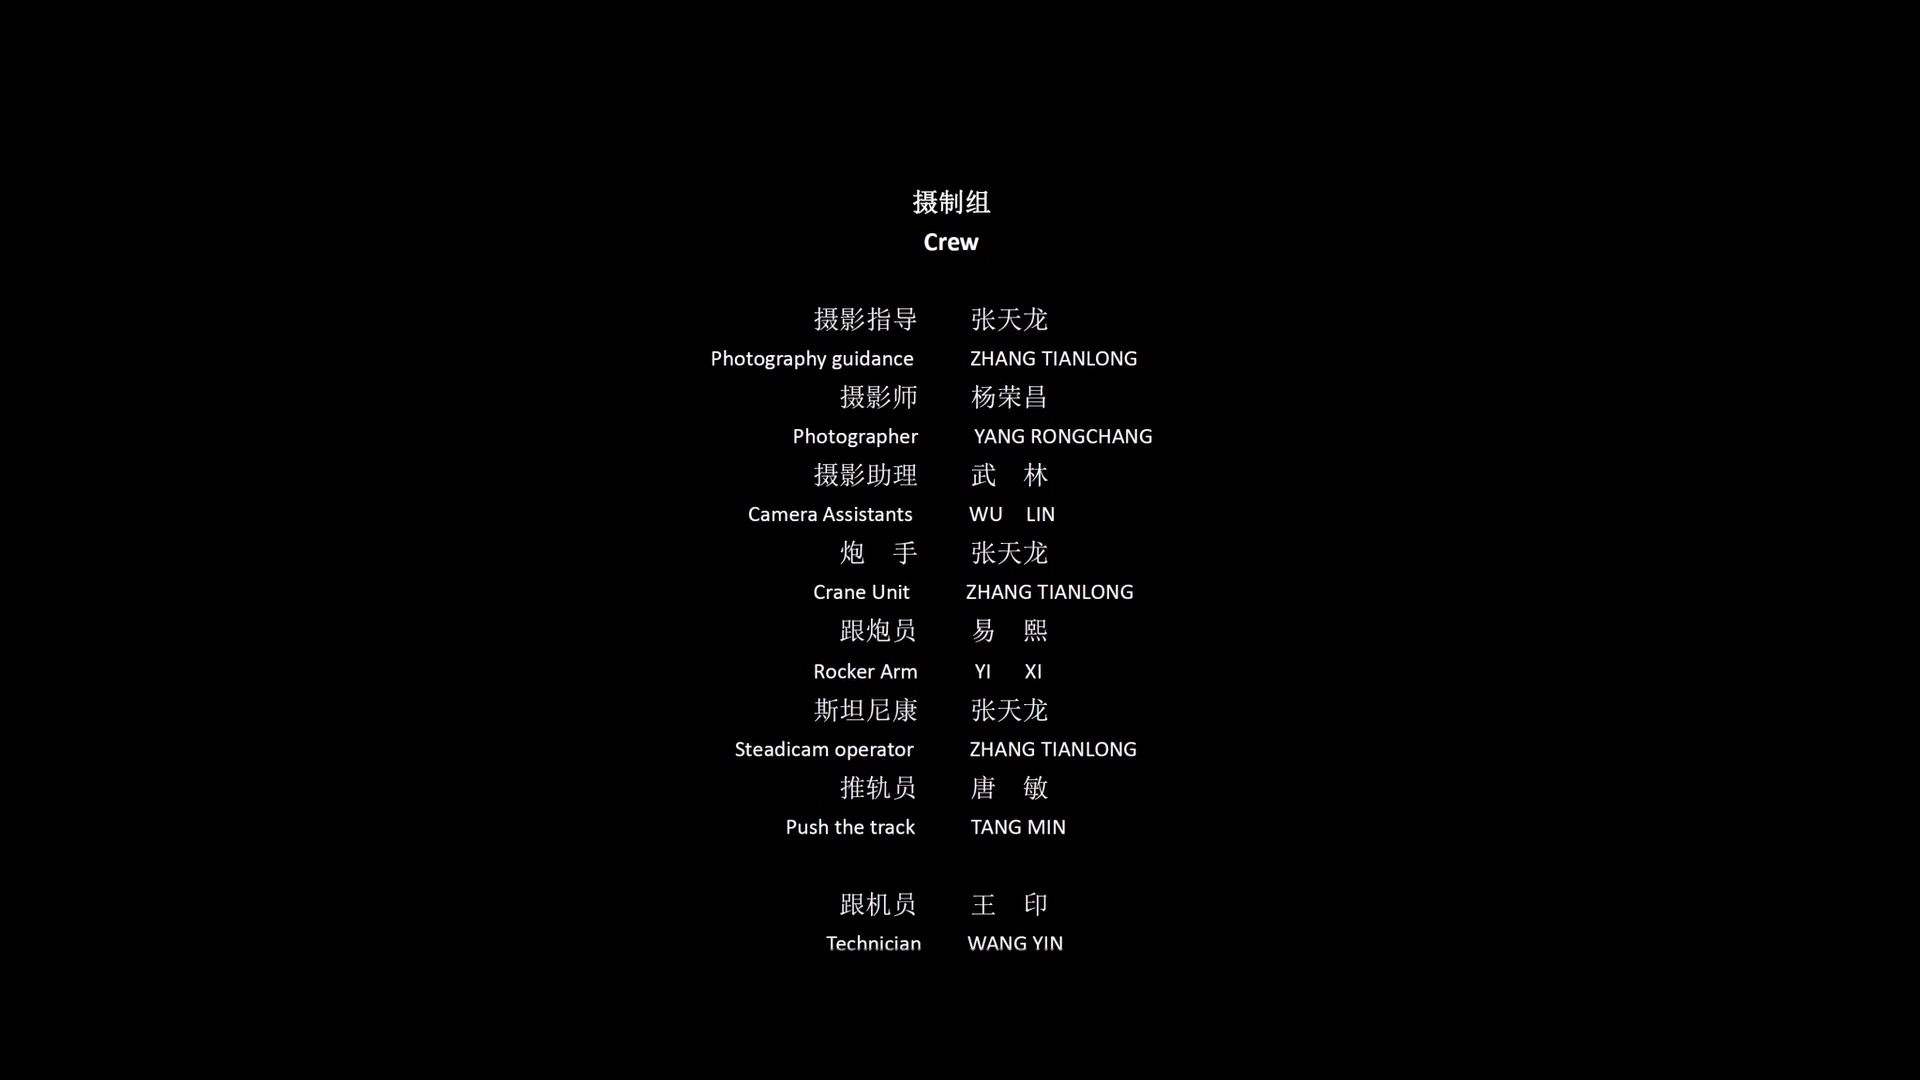 摄制组
Crew
摄影指导 张天龙
Photography guidance ZHANG TIANLONG
摄影师 杨荣昌
Photographer YANG RONGCHANG
摄影助理 武 林
Camera Assistants WU LIN
炮 手 张天龙
Crane Unit ZHANG TIANLONG
跟炮员 易 熙
Rocker Arm YI XI
斯坦尼康 张天龙
Steadicam operator ZHANG TIANLONG
推轨员 唐 敏
Push the track TANG MIN
跟机员 王 印
Technician WANG YIN